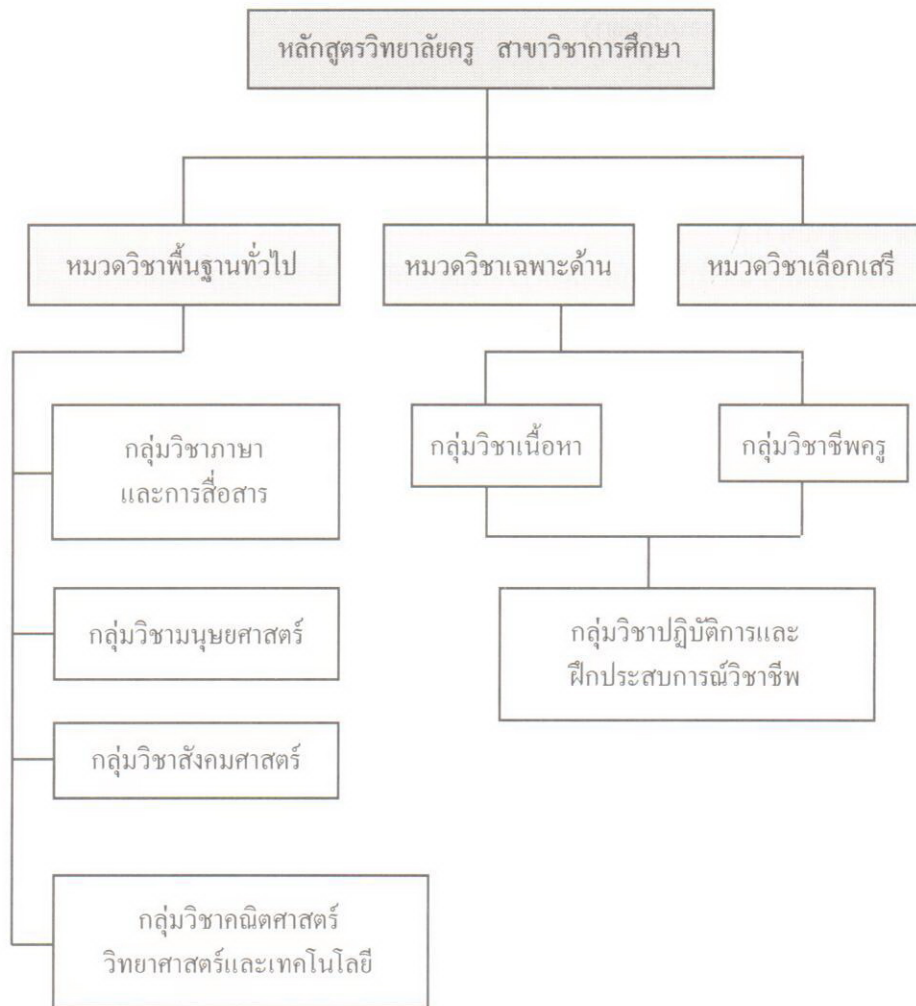 หลักสูตรวิทยาลัยครู สาขาวิชาการศึกษา
หมวดวิชาพื้นฐานทั่วไป
หมวดวิชาเฉพาะด้าน
หมวดวิชาเลือกเสรี
กลุ่มวิชาภาษา
และการสื่อสาร
กลุ่มวิชามนุษยศาสตร์
กลุ่มวิชาสังคมศาสตร์
กลุ่มวิชาคณิตศาสตร์
วิทยาศาสตร์และเทคโนโลยี
กลุ่มวิชาเนื้อหา
กลุ่มวิชาชีพครู
กลุ่มวิชาปฏิบัติการและ
ฝึกประสบการณ์วิชาชีพ